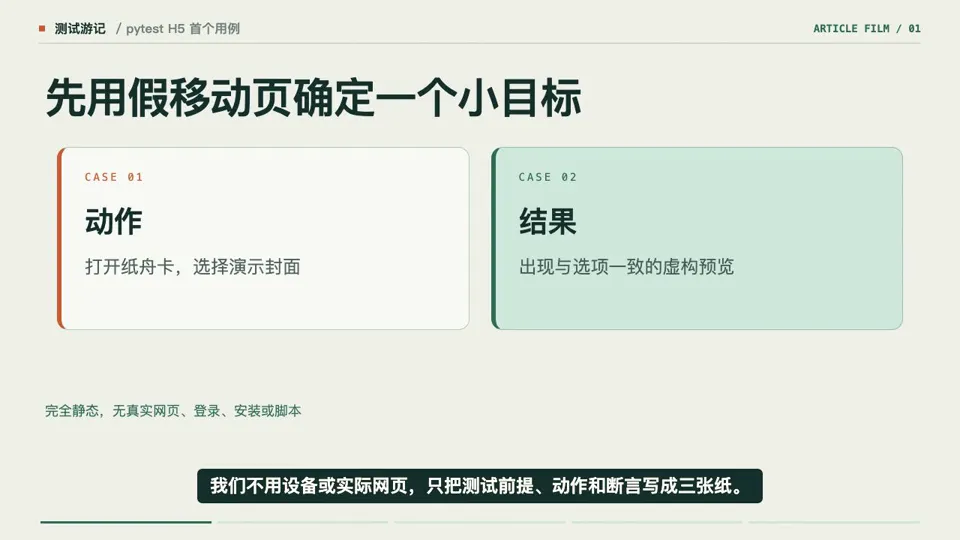 测试游记 / pytest H5 首个用例
ARTICLE FILM / 01
先用假移动页确定一个小目标
CASE 01
动作
打开纸舟卡，选择演示封面
CASE 02
结果
出现与选项一致的虚构预览
完全静态，无真实网页、登录、安装或脚本
我们不用设备或实际网页，只把测试前提、动作和断言写成三张纸。